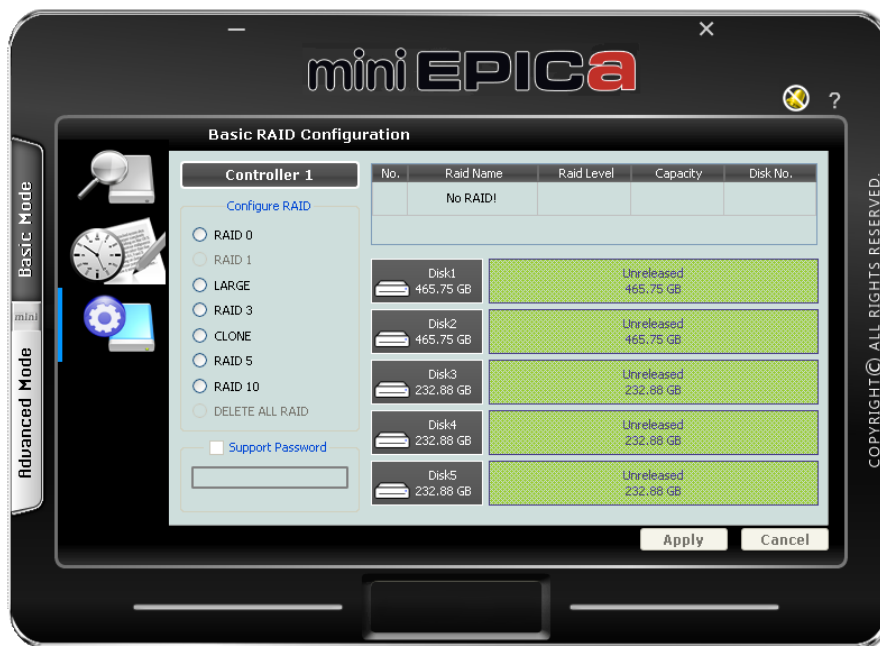 mini EPICa
?
Basic RAID Configuration
Basic Mode
mini
Advanced Mode
Controller 1
Configure RAID
RAID 0
RAID 1
LARGE
RAID 3
CLONE
RAID 5
RAID 10
DELETE ALL RAID
Support Password
No. Raid Name Raid Level Capacity Disk No.
No RAID!
Disk1 Unreleased
465.75 GB 465.75 GB
Disk2 Unreleased
465.75 GB 465.75 GB
Disk3 Unreleased
232.88 GB 232.88 GB
Disk4 Unreleased
232.88 GB 232.88 GB
Disk5 Unreleased
232.88 GB 232.88 GB
Apply Cancel
COPYRIGHT© ALL RIGHTS RESERVED.